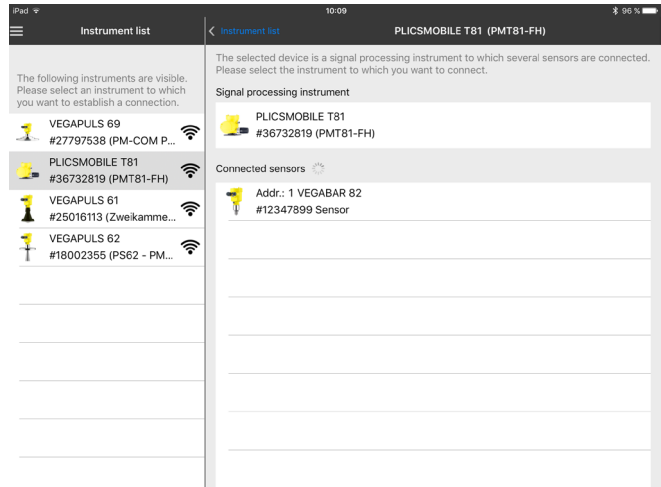 iPad
10:09
96 %
Instrument list
Instrument list
PLICSMOBILE T81 (PMT81-FH)
The following instruments are visible.
Please select an instrument to which
you want to establish a connection.
VEGAPULS 69
#27797538 (PM-COM P...
PLICSMOBILE T81
#36732819 (PMT81-FH)
VEGAPULS 61
#25016113 (Zweikamme...
VEGAPULS 62
#18002355 (PS62 - PM...
The selected device is a signal processing instrument to which several sensors are connected.
Please select the instrument to which you want to connect.
Signal processing instrument
PLICSMOBILE T81
#36732819 (PMT81-FH)
Connected sensors
Addr.: 1 VEGABAR 82
#12347899 Sensor